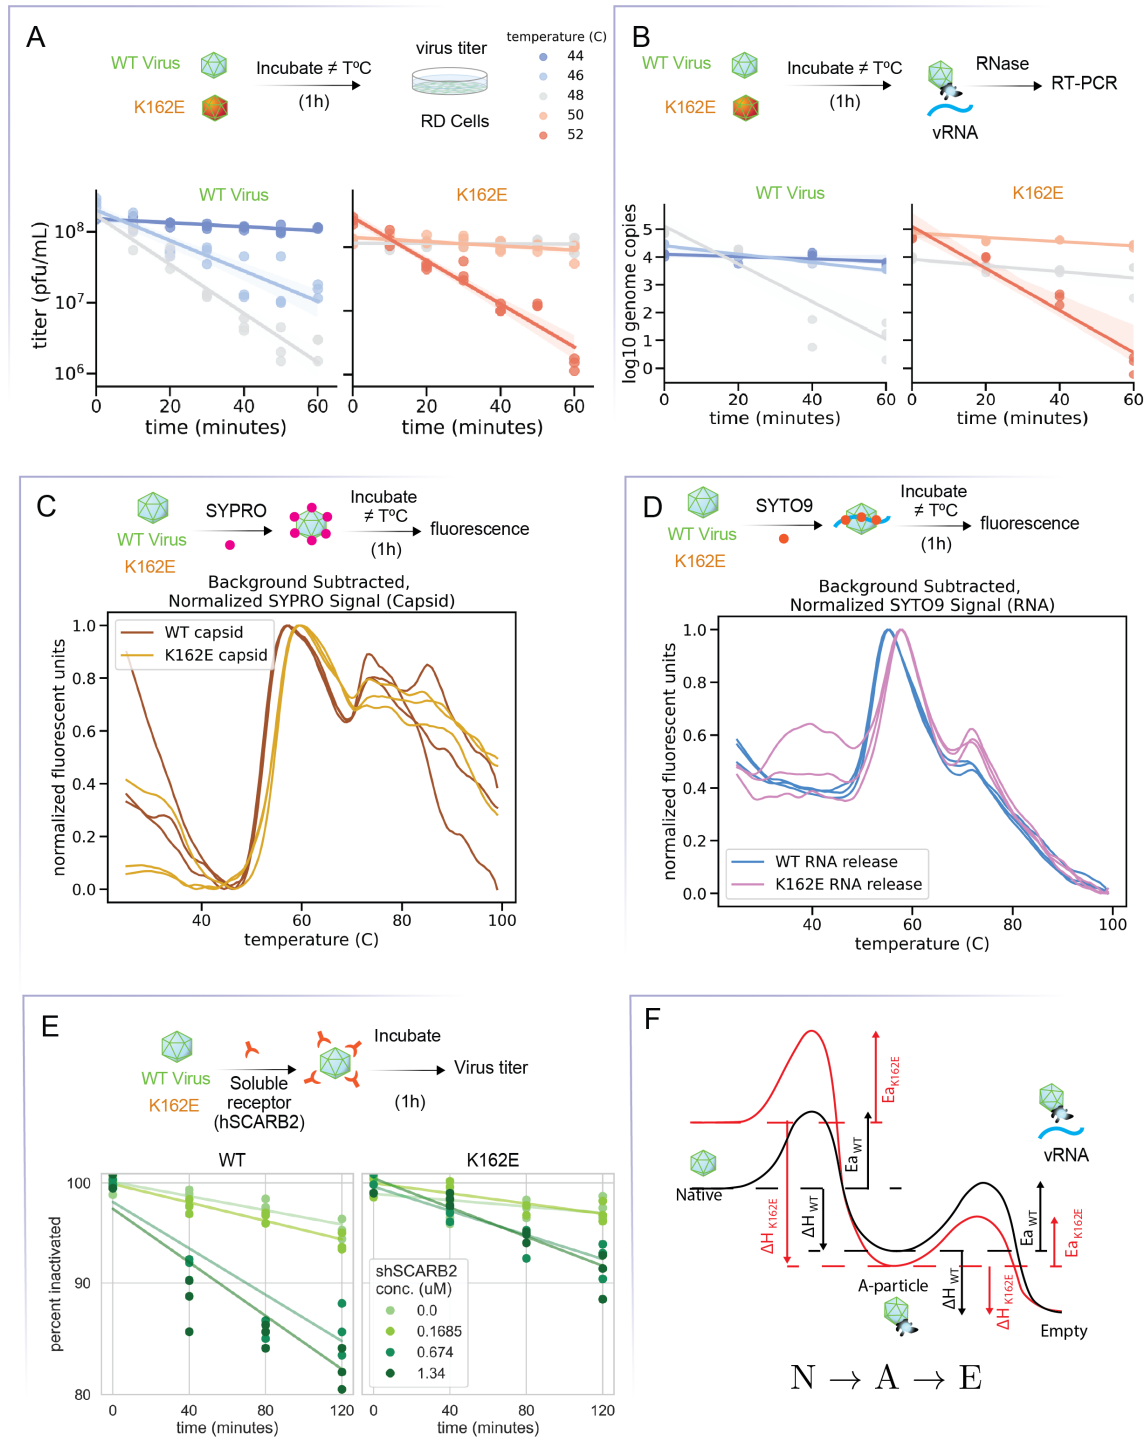 A
WT Virus
K162E
Incubate ≠ TºC
(1h)
virus titer
RD Cells
temperature (C)
44
46
48
50
52
WT Virus
K162E
titer (pfu/mL)
10⁸
10⁷
10⁶
0 20 40 60
time (minutes)
0 20 40 60
time (minutes)
B
WT Virus
K162E
Incubate ≠ TºC
(1h)
vRNA
RNase
RT-PCR
WT Virus
K162E
log10 genome copies
5
4
3
2
1
0
0 20 40 60
time (minutes)
0 20 40 60
time (minutes)
C
WT Virus
K162E
SYPRO
Incubate
≠ TºC
(1h)
fluorescence
Background Subtracted,
Normalized SYPRO Signal (Capsid)
WT capsid
K162E capsid
normalized fluorescent units
1.0
0.8
0.6
0.4
0.2
0.0
40 60 80 100
temperature (C)
D
WT Virus
K162E
SYTO9
Incubate
≠ TºC
(1h)
fluorescence
Background Subtracted,
Normalized SYTO9 Signal (RNA)
WT RNA release
K162E RNA release
normalized fluorescent units
1.0
0.8
0.6
0.4
0.2
0.0
40 60 80 100
temperature (C)
E
WT Virus
K162E
Soluble
receptor
(hSCARB2)
Incubate
(1h)
Virus titer
WT
K162E
percent inactivated
100
90
80
shSCARB2
conc. (uM)
0.0
0.1685
0.674
1.34
0 40 80 120
time (minutes)
0 40 80 120
time (minutes)
F
Native
Ea K162E
Ea WT
ΔH K162E
ΔH WT
A-particle
ΔH WT
ΔH K162E
Ea WT
Ea K162E
vRNA
Empty
N → A → E